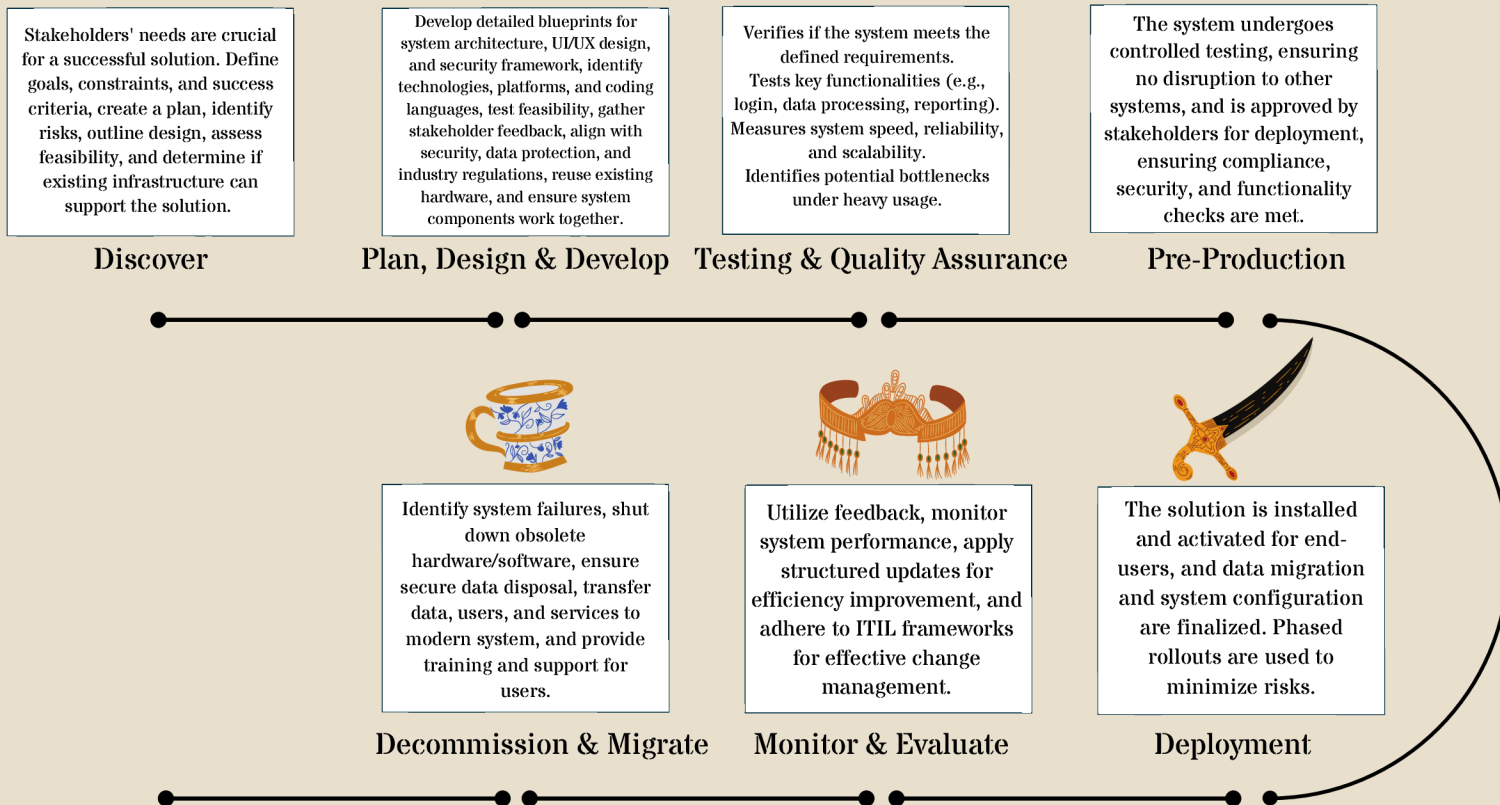 Stakeholders' needs are crucial
for a successful solution. Define
goals, constraints, and success
criteria, create a plan, identify
risks, outline design, assess
feasibility, and determine if
existing infrastructure can
support the solution.
Discover
Develop detailed blueprints for
system architecture, UI/UX design,
and security framework, identify
technologies, platforms, and coding
languages, test feasibility, gather
stakeholder feedback, align with
security, data protection, and
industry regulations, reuse existing
hardware, and ensure system
components work together.
Plan, Design & Develop
Verifies if the system meets the
defined requirements.
Tests key functionalities (e.g.,
login, data processing, reporting).
Measures system speed, reliability,
and scalability.
Identifies potential bottlenecks
under heavy usage.
Testing & Quality Assurance
The system undergoes
controlled testing, ensuring
no disruption to other
systems, and is approved by
stakeholders for deployment,
ensuring compliance,
security, and functionality
checks are met.
Pre-Production
Identify system failures, shut
down obsolete
hardware/software, ensure
secure data disposal, transfer
data, users, and services to
modern system, and provide
training and support for
users.
Decommission & Migrate
Utilize feedback, monitor
system performance, apply
structured updates for
efficiency improvement, and
adhere to ITIL frameworks
for effective change
management.
Monitor & Evaluate
The solution is installed
and activated for end-
users, and data migration
and system configuration
are finalized. Phased
rollouts are used to
minimize risks.
Deployment